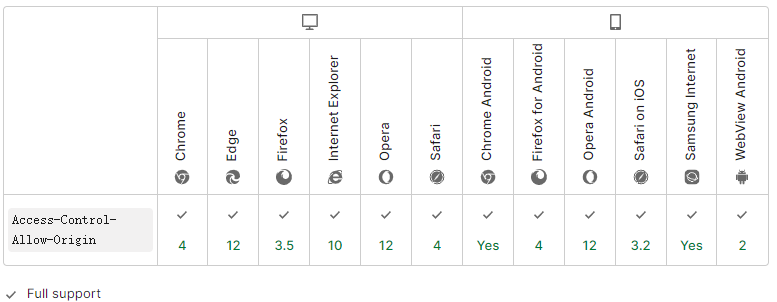 Chrome
Edge
Firefox
Internet Explorer
Opera
Safari
Chrome Android
Firefox for Android
Opera Android
Safari on iOS
Samsung Internet
WebView Android
Access-Control-
Allow-Origin
4
12
3.5
10
12
4
Yes
4
12
3.2
Yes
2
Full support